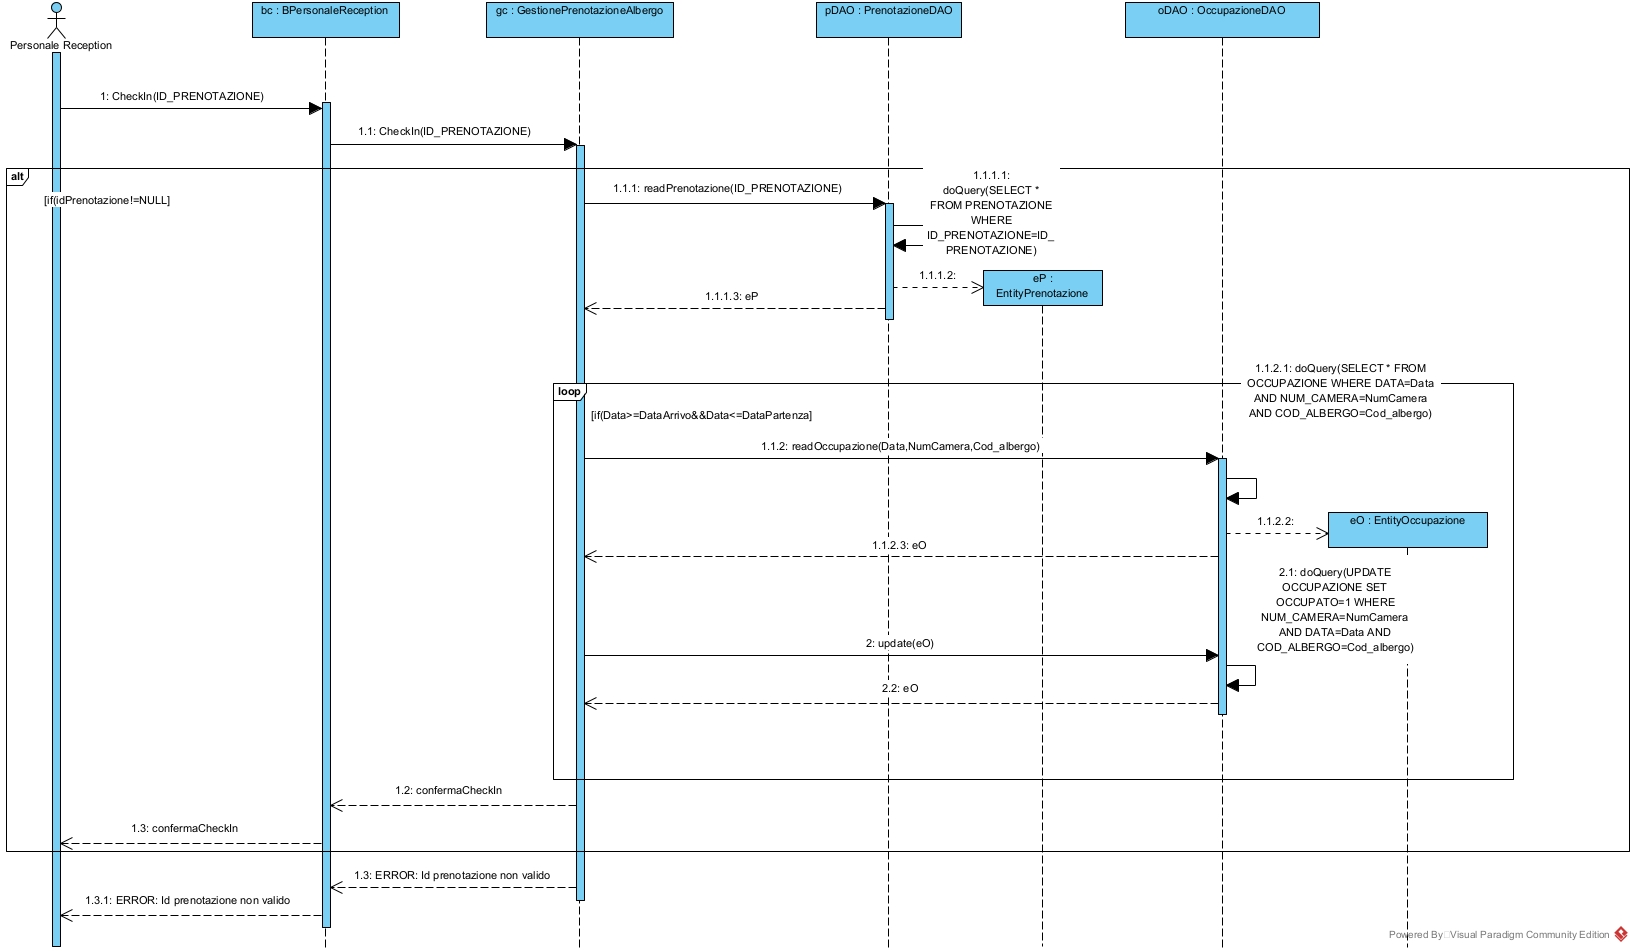 bc : BPersonaleReception
gc : GestionePrenotazioneAlbergo
pDAO : PrenotazioneDAO
oDAO : OccupazioneDAO
Personale Reception
1: CheckIn(ID_PRENOTAZIONE)
1.1: CheckIn(ID_PRENOTAZIONE)
alt
[if(idPrenotazione!=NULL]
1.1.1: readPrenotazione(ID_PRENOTAZIONE)
1.1.1.1:
doQuery(SELECT *
FROM PRENOTAZIONE
WHERE
ID_PRENOTAZIONE=ID_
PRENOTAZIONE)
1.1.1.2:
eP :
EntityPrenotazione
1.1.1.3: eP
loop
[if(Data>=DataArrivo&&Data<=DataPartenza]
1.1.2.1: doQuery(SELECT * FROM
OCCUPAZIONE WHERE DATA=Data
AND NUM_CAMERA=NumCamera
AND COD_ALBERGO=Cod_albergo)
1.1.2: readOccupazione(Data,NumCamera,Cod_albergo)
1.1.2.2:
eO : EntityOccupazione
1.1.2.3: eO
2.1: doQuery(UPDATE
OCCUPAZIONE SET
OCCUPATO=1 WHERE
NUM_CAMERA=NumCamera
AND DATA=Data AND
COD_ALBERGO=Cod_albergo)
2: update(eO)
2.2: eO
1.2: confermaCheckIn
1.3: confermaCheckIn
1.3: ERROR: Id prenotazione non valido
1.3.1: ERROR: Id prenotazione non valido
Powered By Visual Paradigm Community Edition